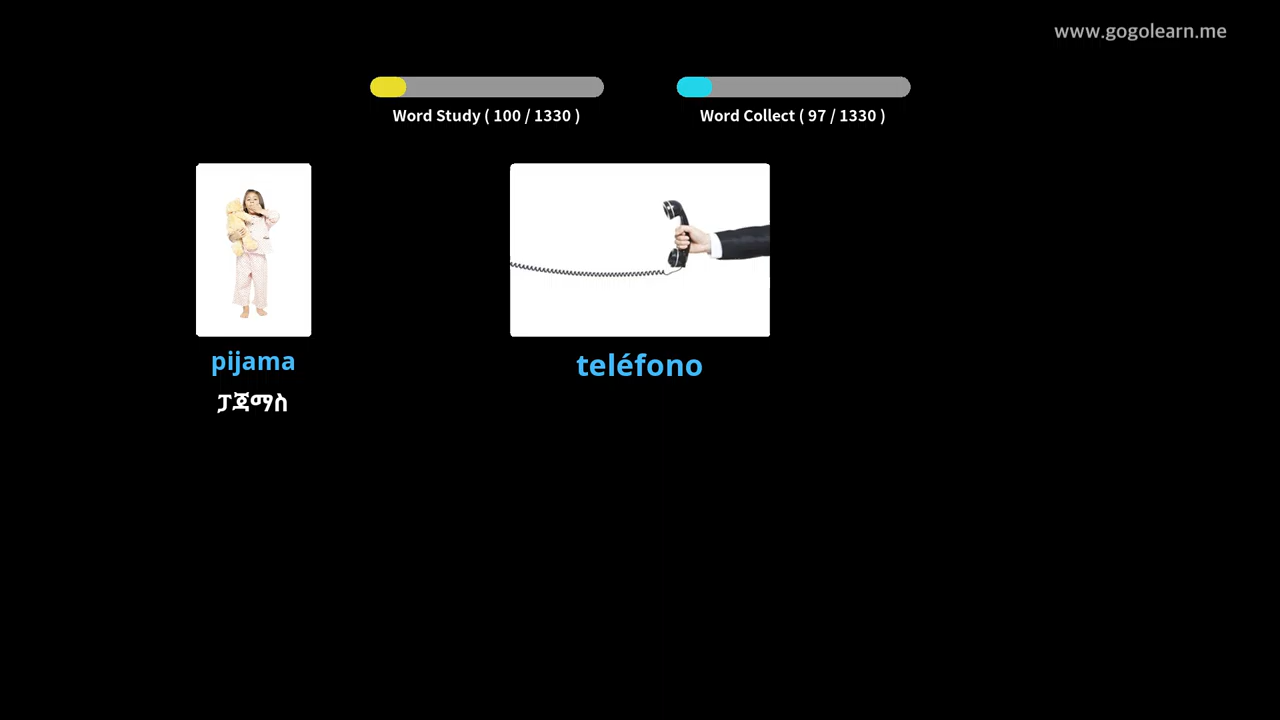 www.gogolearn.me
Word Study ( 100 / 1330 )
Word Collect ( 97 / 1330 )
pijama
ፓጃማስ
teléfono